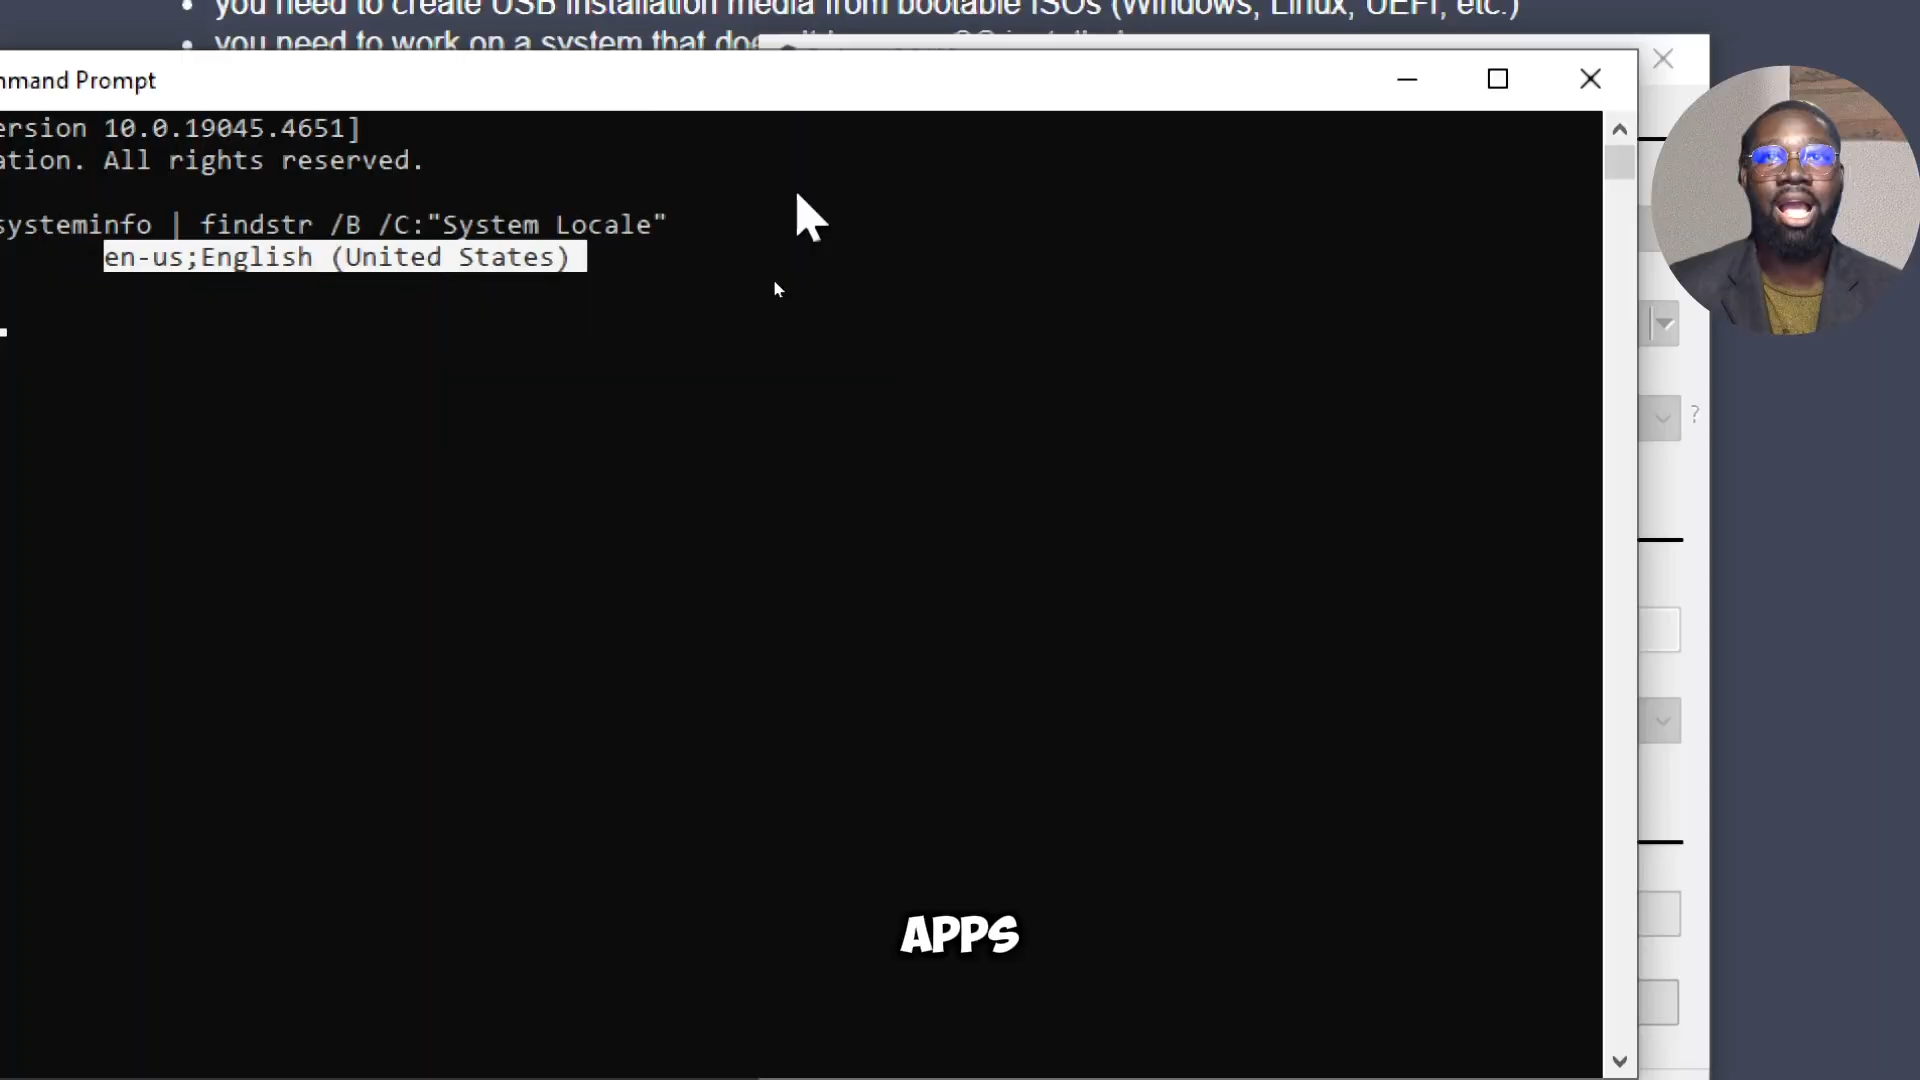 you need to create USB installation media from bootable ISOs (Windows, Linux, UEFI, etc.)
you need to work on a system that
mmand Prompt
ersion 10.0.19045.4651]
ation. All rights reserved.
systeminfo | findstr /B /C:"System Locale"
en-us;English (United States)
?
APPS